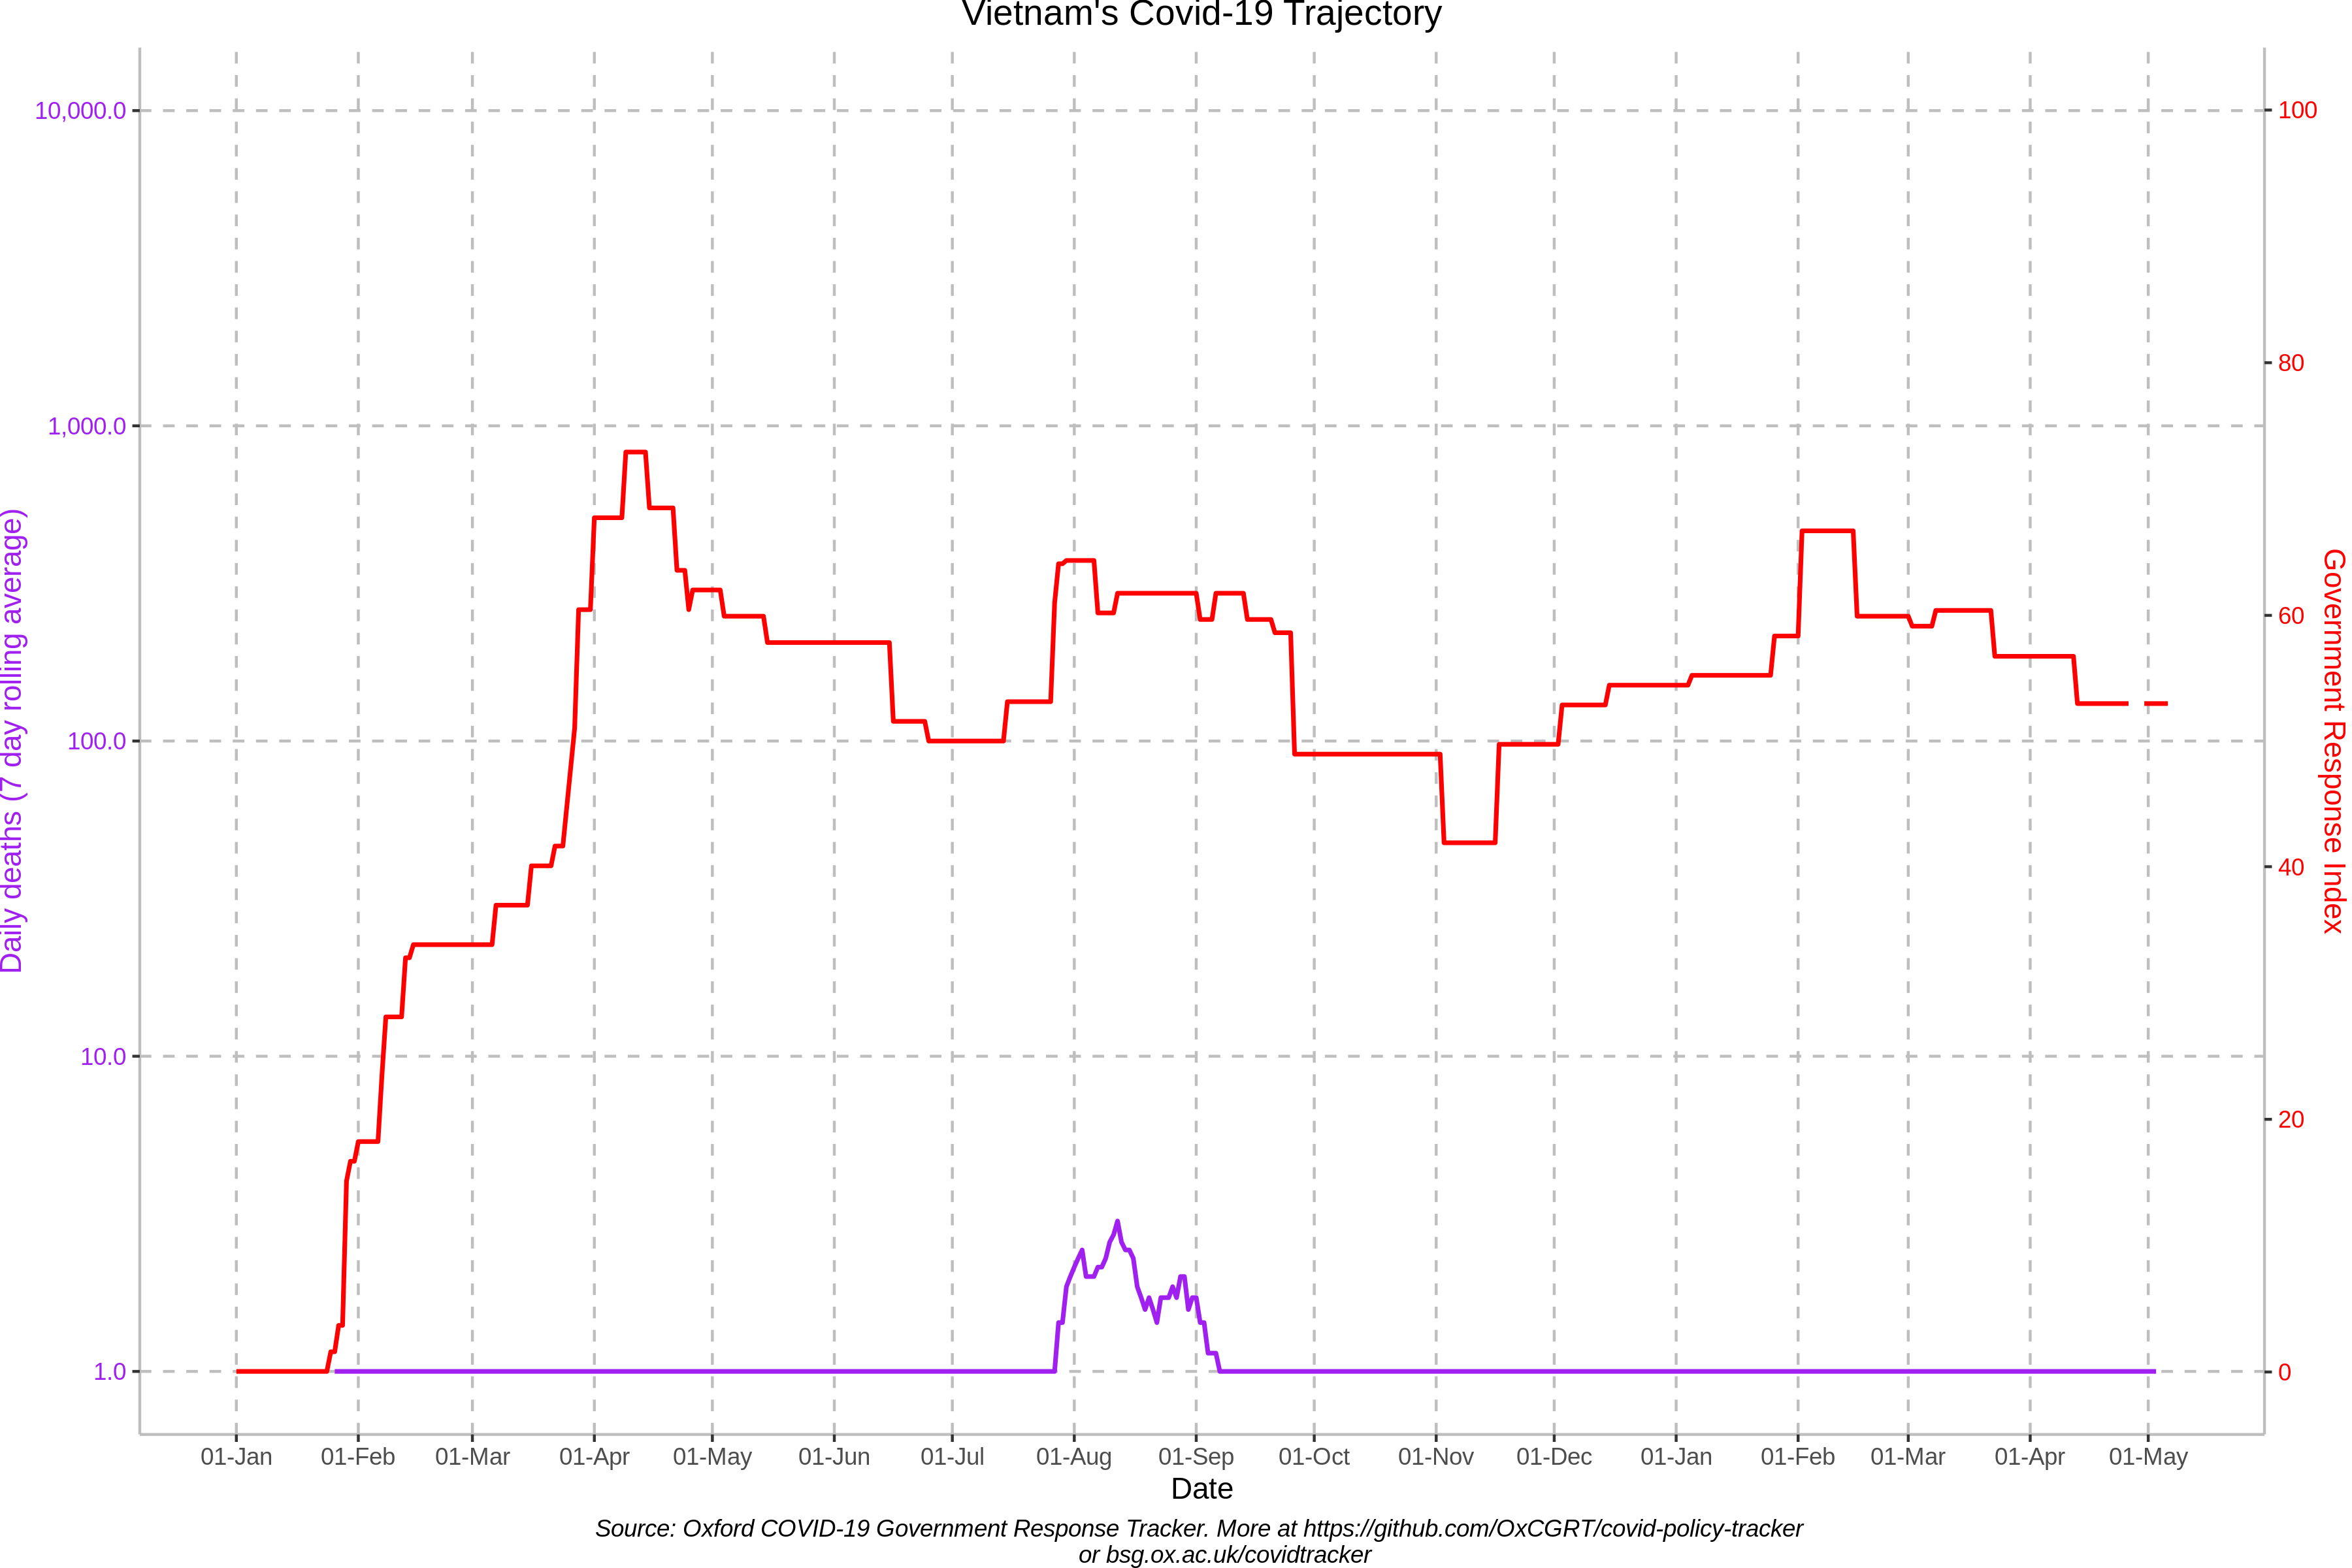 Vietnam's Covid-19 Trajectory
10,000.0
1,000.0
100.0
10.0
1.0
Daily deaths (7 day rolling average)
100
80
60
40
20
0
Government Response Index
01-Jan 01-Feb 01-Mar 01-Apr 01-May 01-Jun 01-Jul 01-Aug 01-Sep 01-Oct 01-Nov 01-Dec 01-Jan 01-Feb 01-Mar 01-Apr 01-May
Date
Source: Oxford COVID-19 Government Response Tracker. More at https://github.com/OxCGRT/covid-policy-tracker
or bsg.ox.ac.uk/covidtracker